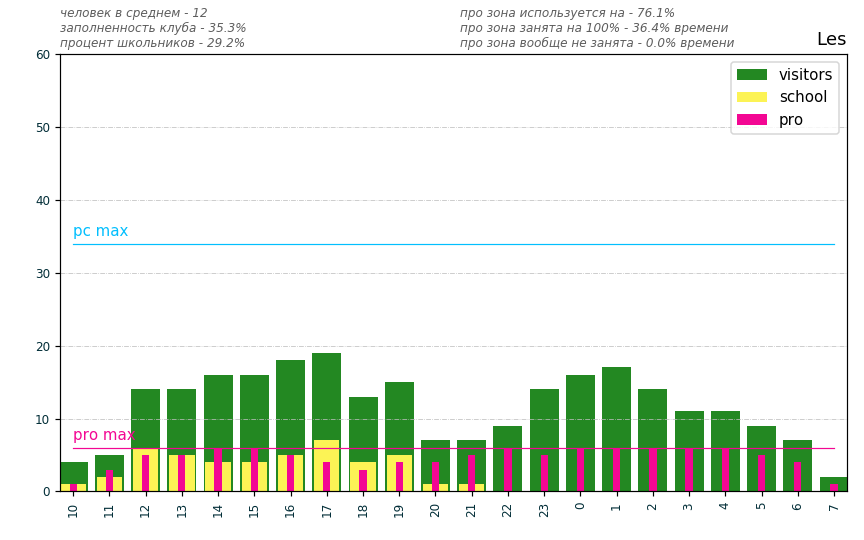 человек в среднем - 12
заполненность клуба - 35.3%
процент школьников - 29.2%
про зона используется на - 76.1%
про зона занята на 100% - 36.4% времени
про зона вообще не занята - 0.0% времени
Les
visitors
school
pro
60
50
40
30
20
10
0
pc max
pro max
10 11 12 13 14 15 16 17 18 19 20 21 22 23 0 1 2 3 4 5 6 7